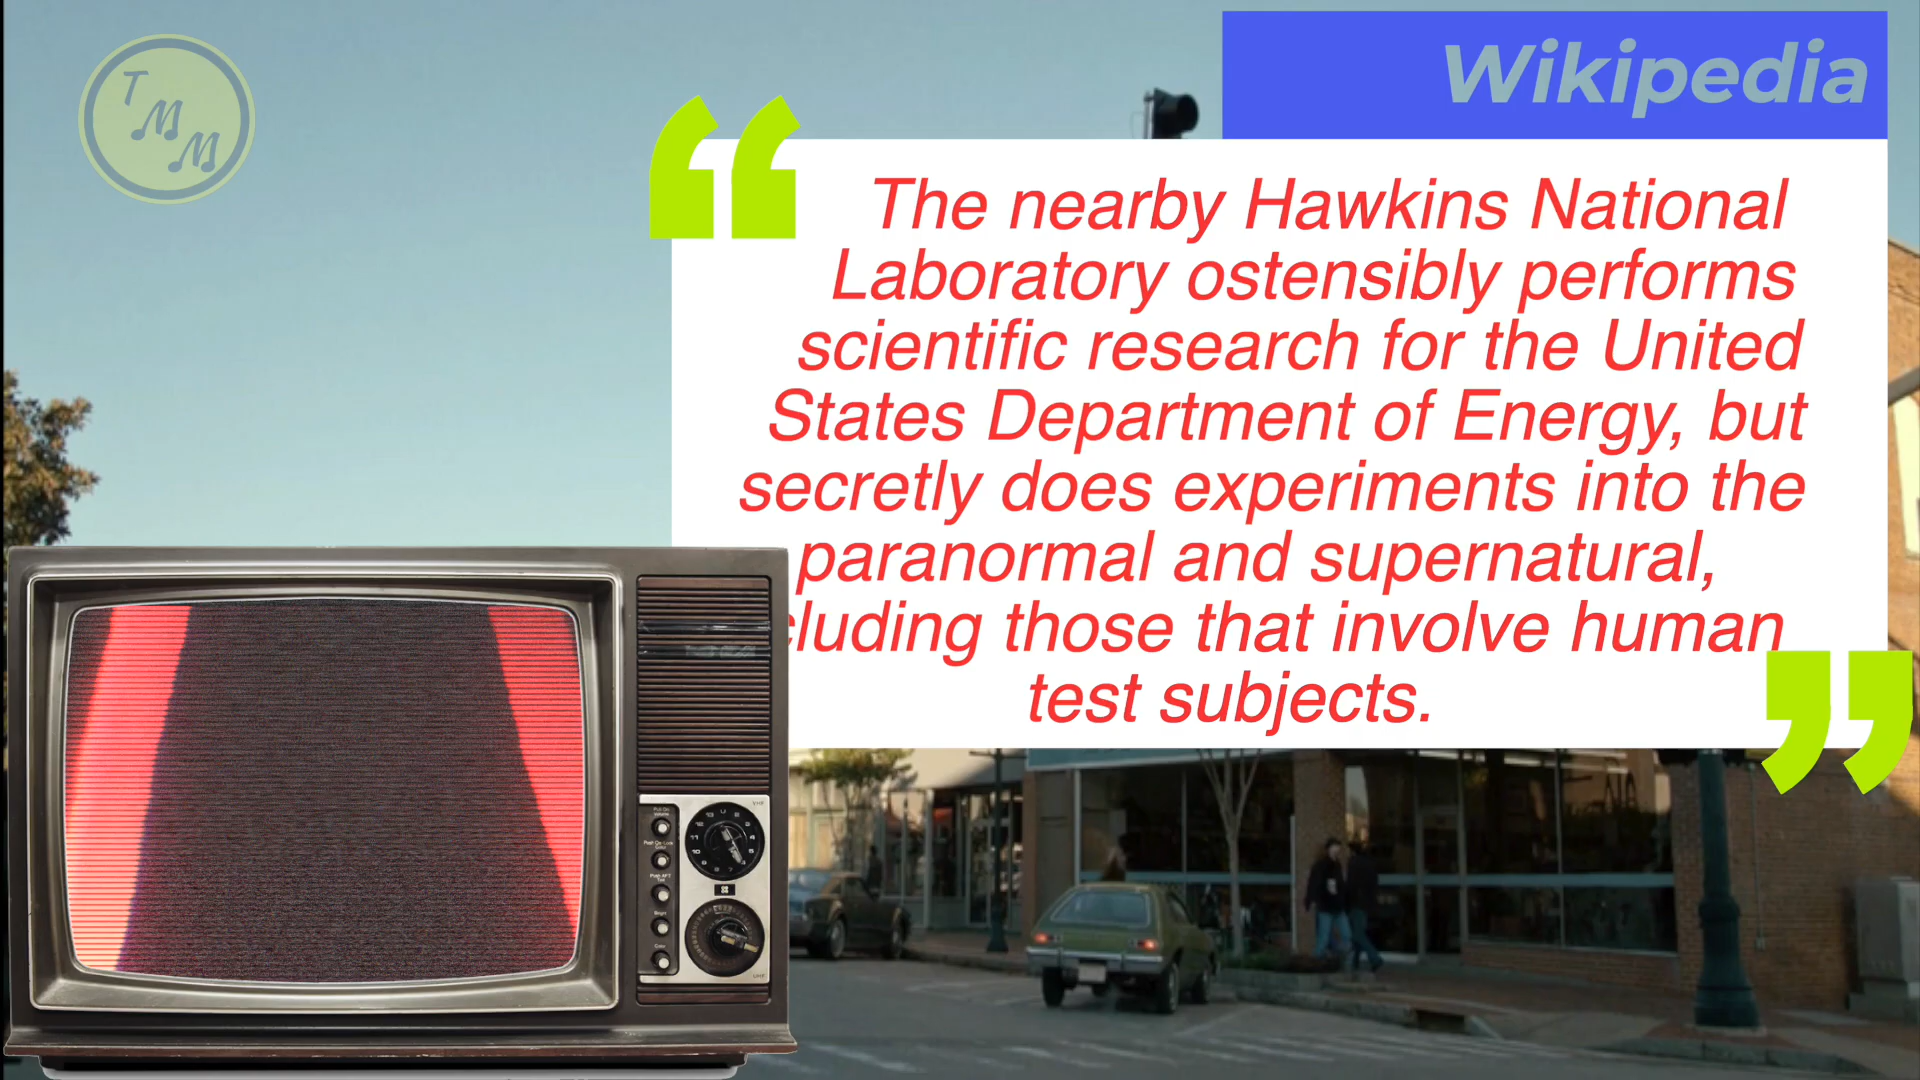 T
M
M
Wikipedia
The nearby Hawkins National
Laboratory ostensibly performs
scientific research for the United
States Department of Energy, but
secretly does experiments into the
paranormal and supernatural,
cluding those that involve human
test subjects.